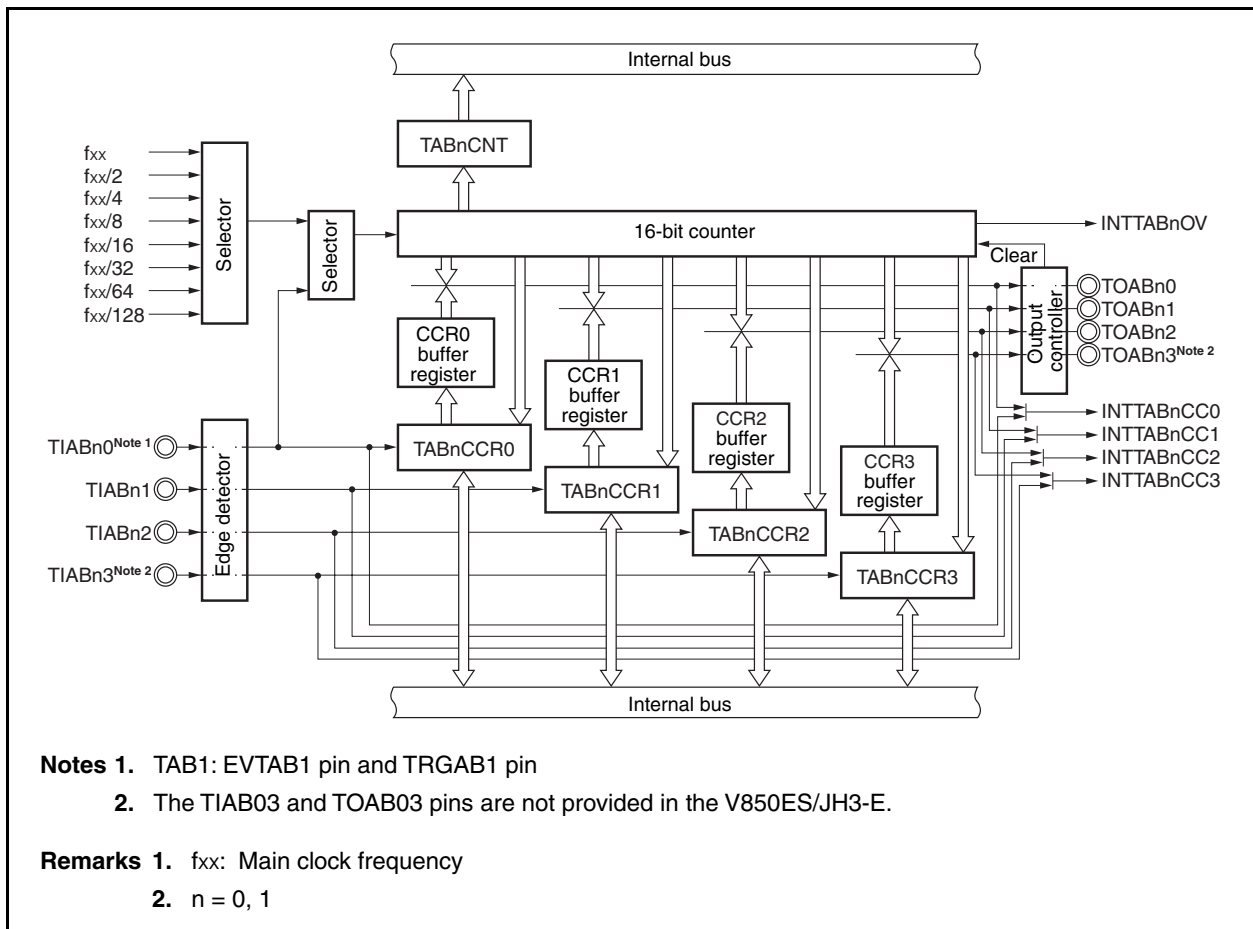 Internal bus
TABnCNT
fxx
fxx/2
fxx/4
fxx/8
fxx/16
fxx/32
fxx/64
fxx/128
Selector
Selector
16-bit counter
INTTABnOV
Clear
Output
controller
TOABn0
TOABn1
TOABn2
TOABn3Note 2
CCR0
buffer
register
CCR1
buffer
register
CCR2
buffer
register
CCR3
buffer
register
INTTABnCC0
INTTABnCC1
INTTABnCC2
INTTABnCC3
TIABn0Note 1
TIABn1
TIABn2
TIABn3Note 2
Edge detector
TABnCCR0
TABnCCR1
TABnCCR2
TABnCCR3
Internal bus
Notes 1. TAB1: EVTAB1 pin and TRGAB1 pin
2. The TIAB03 and TOAB03 pins are not provided in the V850ES/JH3-E.
Remarks 1. fxx: Main clock frequency
2. n = 0, 1